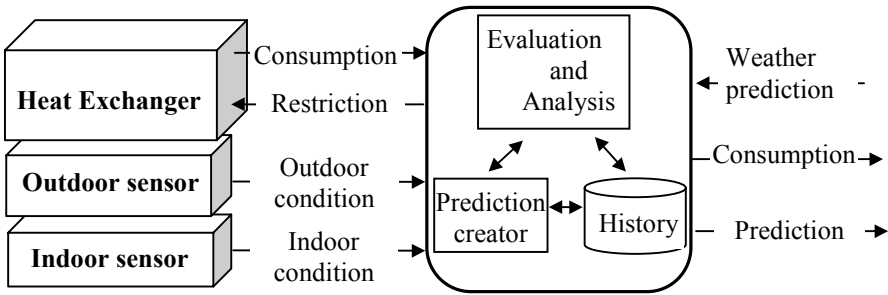 Heat Exchanger
Outdoor sensor
Indoor sensor
Consumption
Restriction
Outdoor
condition
Indoor
condition
Evaluation
and
Analysis
Prediction
creator
History
Weather
prediction
Consumption
Prediction